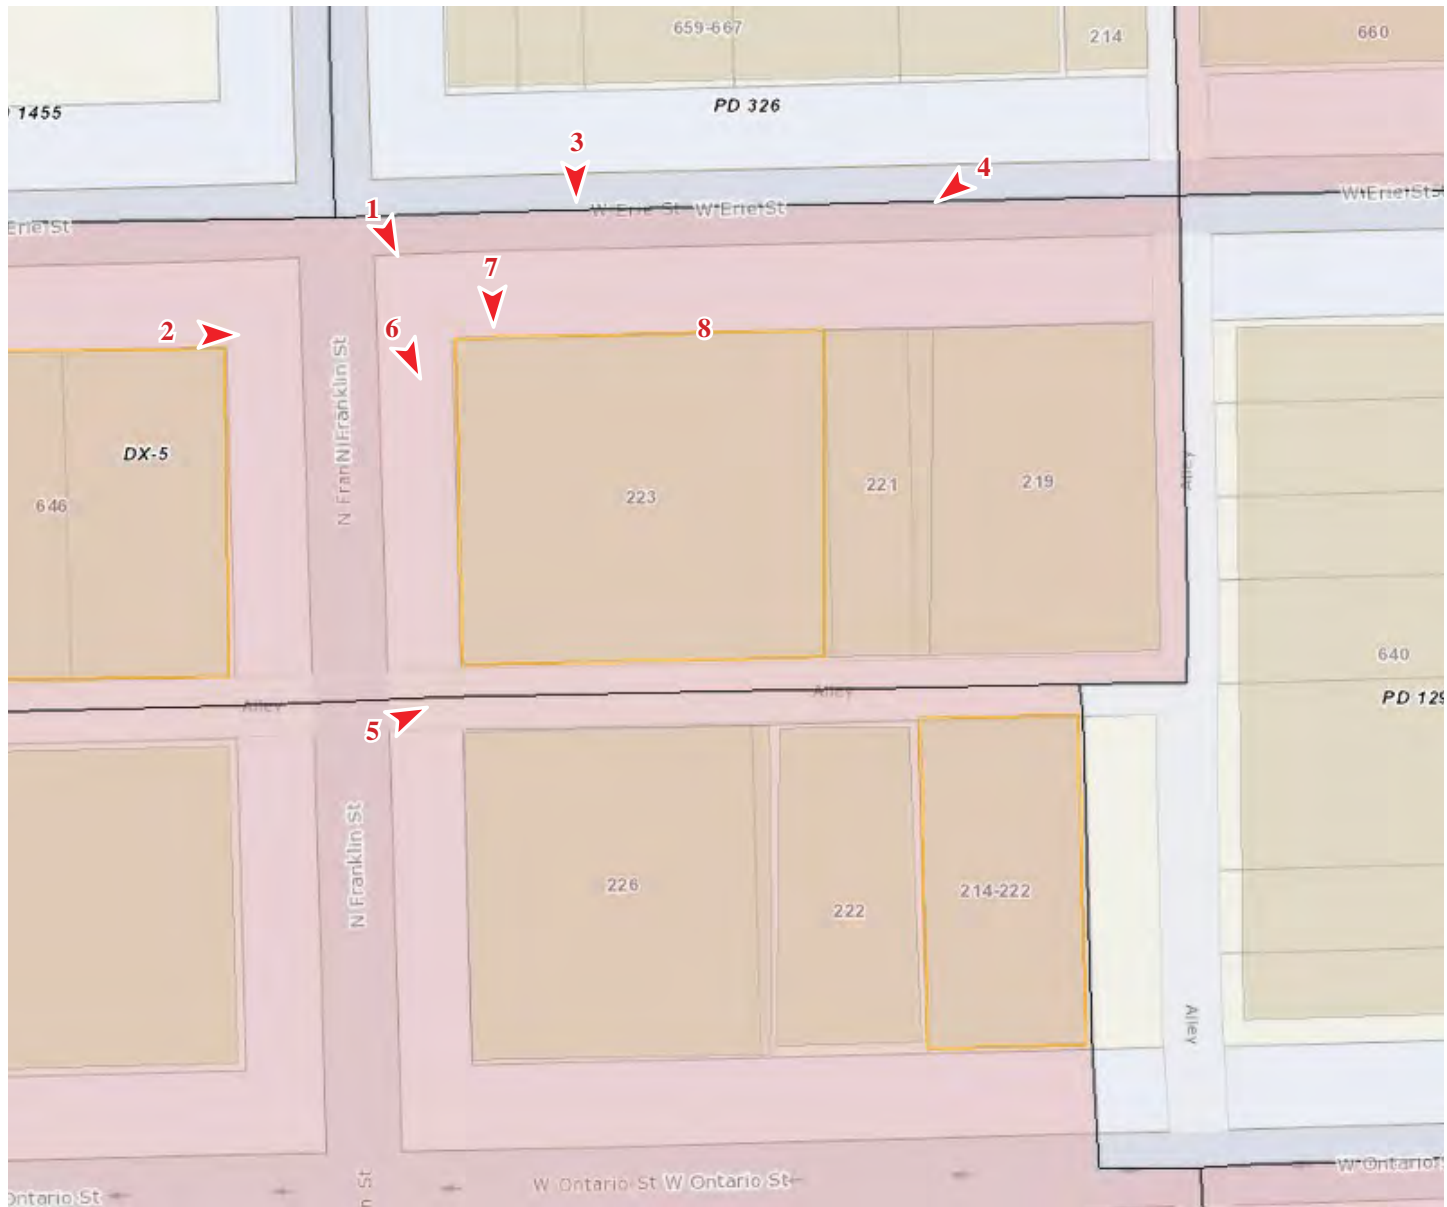 659-667
214
660
1455
PD 326
3
4
W Erie St W Erie St
W Erie St
1
Erie St
7
2
6
8
N Franklin St
DX-5
646
223
221
219
Alley
640
PD 129
Alley
Alley
5
N Franklin St
226
222
214-222
Alley
W Ontario St W Ontario St
W Ontario
Ontario St
n St